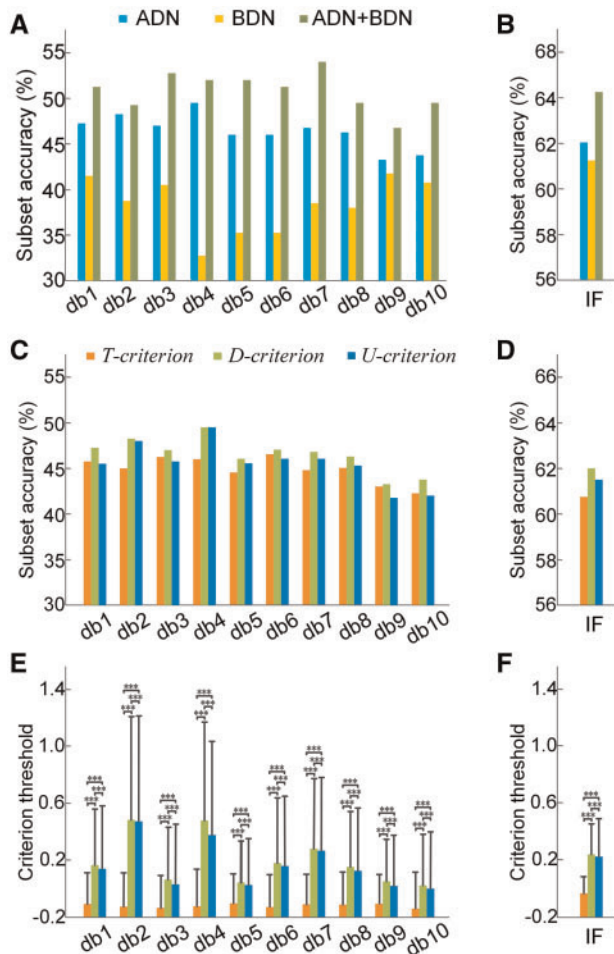 A ADN BDN ADN+BDN B
Subset accuracy (%)
55
50
45
40
35
30
db1 db2 db3 db4 db5 db6 db7 db8 db9 db10
Subset accuracy (%)
68
64
62
60
58
56
IF
C T-criterion D-criterion U-criterion D
Subset accuracy (%)
55
50
45
40
45
30
db1 db2 db3 db4 db5 db6 db7 db8 db9 db10
Subset accuracy (%)
66
64
62
60
56
56
IF
E F
Criterion threshold
1.4
1.0
0.6
0.2
-0.2
*** *** ***
*** *** ***
*** *** ***
*** *** ***
*** *** ***
*** *** ***
*** *** ***
*** *** ***
*** *** ***
*** *** ***
db1 db2 db3 db4 db5 db6 db7 db8 db9 db10
Criterion threshold
1.4
1.0
0.6
0.2
-0.2
*** *** ***
IF